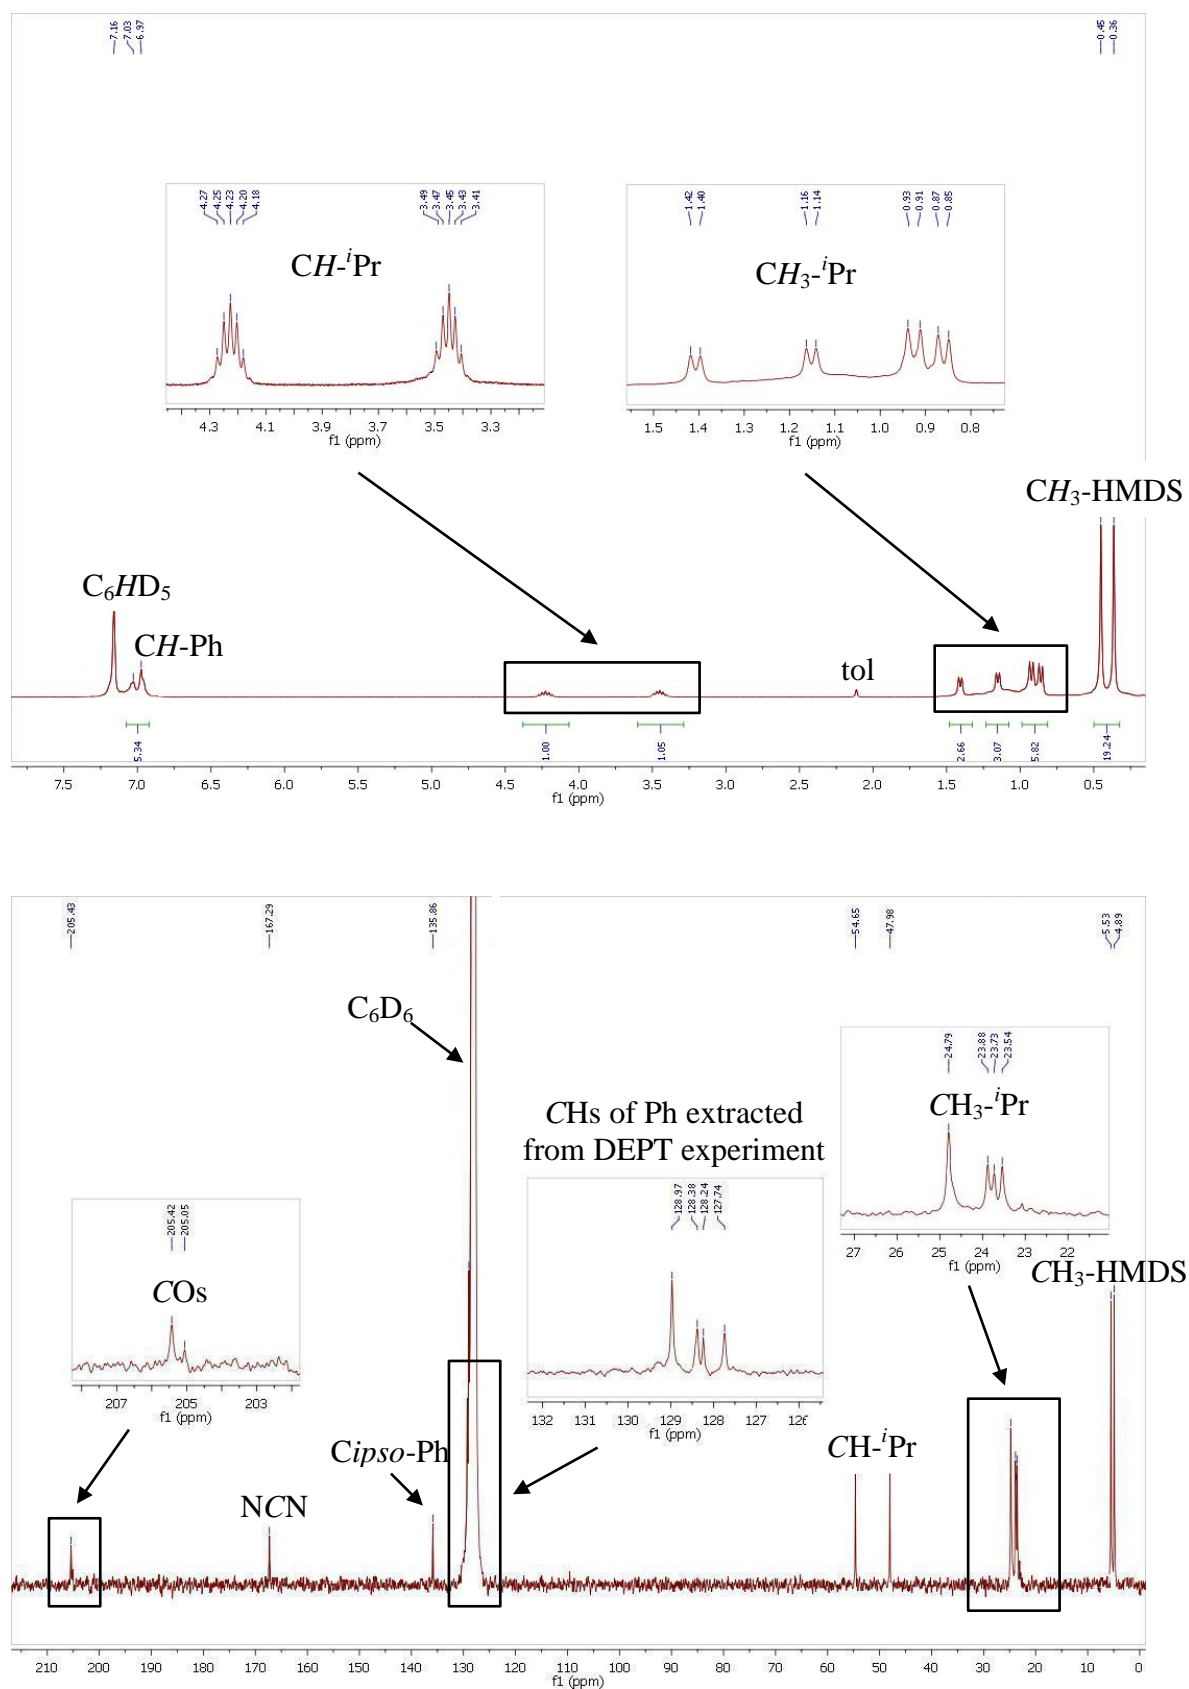 7.16
7.03
6.97
0.45
0.36
4.27
4.25
4.23
4.20
4.18
3.49
3.47
3.45
3.43
3.41
CH-iPr
4.3 4.1 3.9 3.7 3.5 3.3
f1 (ppm)
1.42
1.40
1.16
1.14
0.93
0.91
0.87
0.85
CH3-iPr
1.5 1.4 1.3 1.2 1.1 1.0 0.9 0.8
f1 (ppm)
CH3-HMDS
C6HD5
CH-Ph
tol
5.34
1.00
1.05
2.66
3.07
5.82
19.24
7.5 7.0 6.5 6.0 5.5 5.0 4.5 4.0 3.5 3.0 2.5 2.0 1.5 1.0 0.5
f1 (ppm)
205.43
167.29
135.86
54.65
47.98
5.53
4.89
C6D6
24.79
23.88
23.73
23.54
CH3-iPr
27 26 25 24 23 22
f1 (ppm)
CHs of Ph extracted
from DEPT experiment
128.97
128.38
128.24
127.74
132 131 130 129 128 127 126
f1 (ppm)
205.42
205.05
COs
207 205 203
f1 (ppm)
CH3-HMDS
Cipso-Ph
CH-iPr
NCN
210 200 190 180 170 160 150 140 130 120 110 100 90 80 70 60 50 40 30 20 10 0
f1 (ppm)